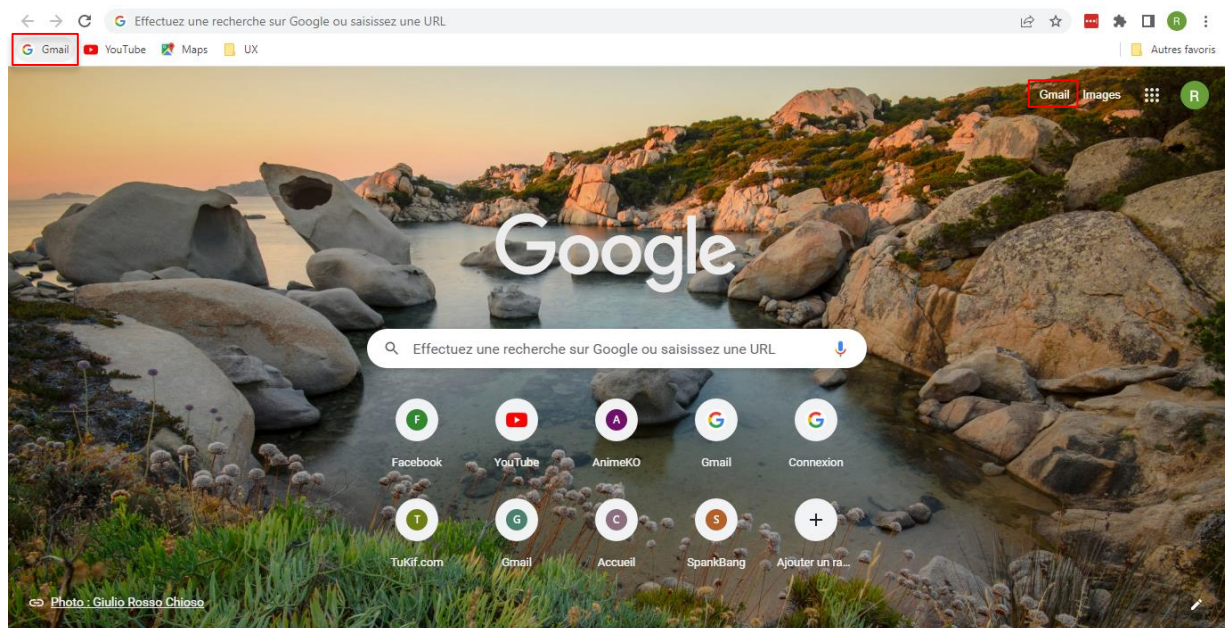 Effectuez une recherche sur Google ou saisissez une URL
R
Gmail YouTube Maps UX Autres favoris
Gmail Images R
Google
Effectuez une recherche sur Google ou saisissez une URL
F A
Facebook YouTube AnimeKO Gmail Connexion
T G C S
TuKif.com Gmail Accueil SpankBang Ajouter un ra...
Photo : Giulio Rosso Chioso